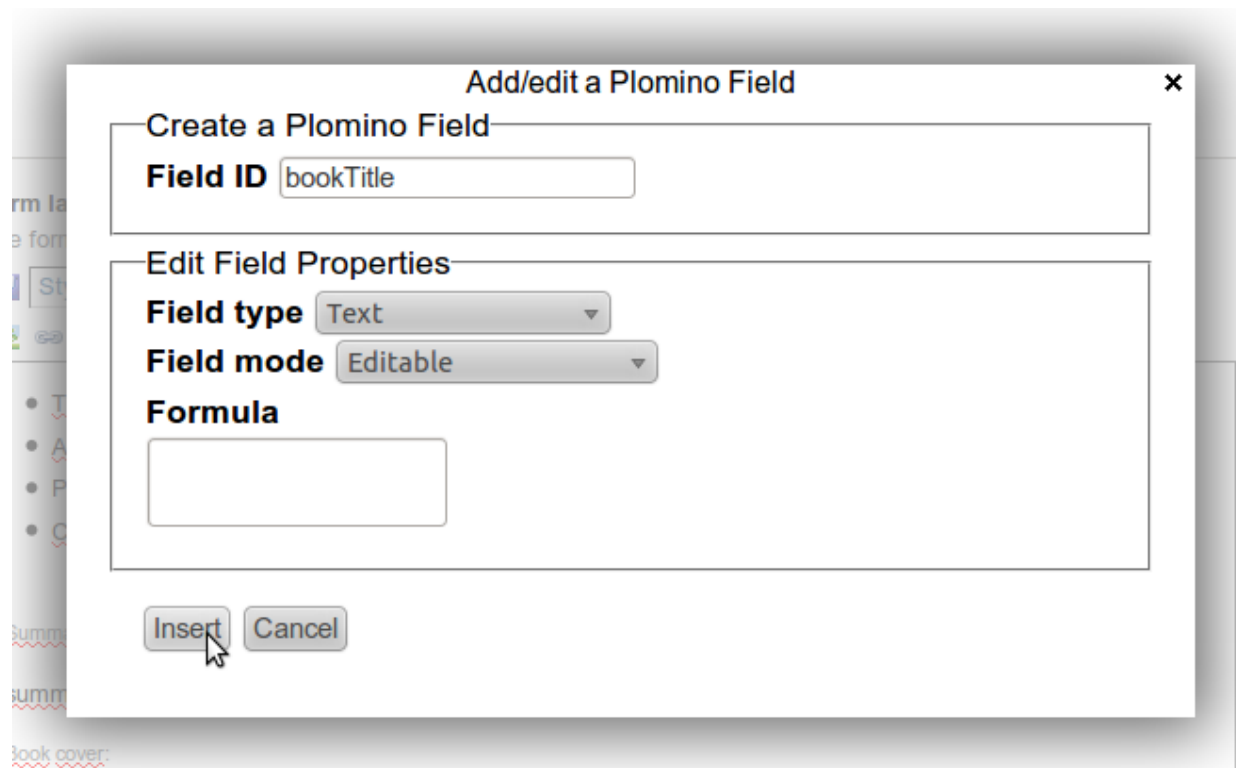 Add/edit a Plomino Field
Create a Plomino Field
Field ID bookTitle
Edit Field Properties
Field type Text
Field mode Editable
Formula
Insert Cancel
Book cover: